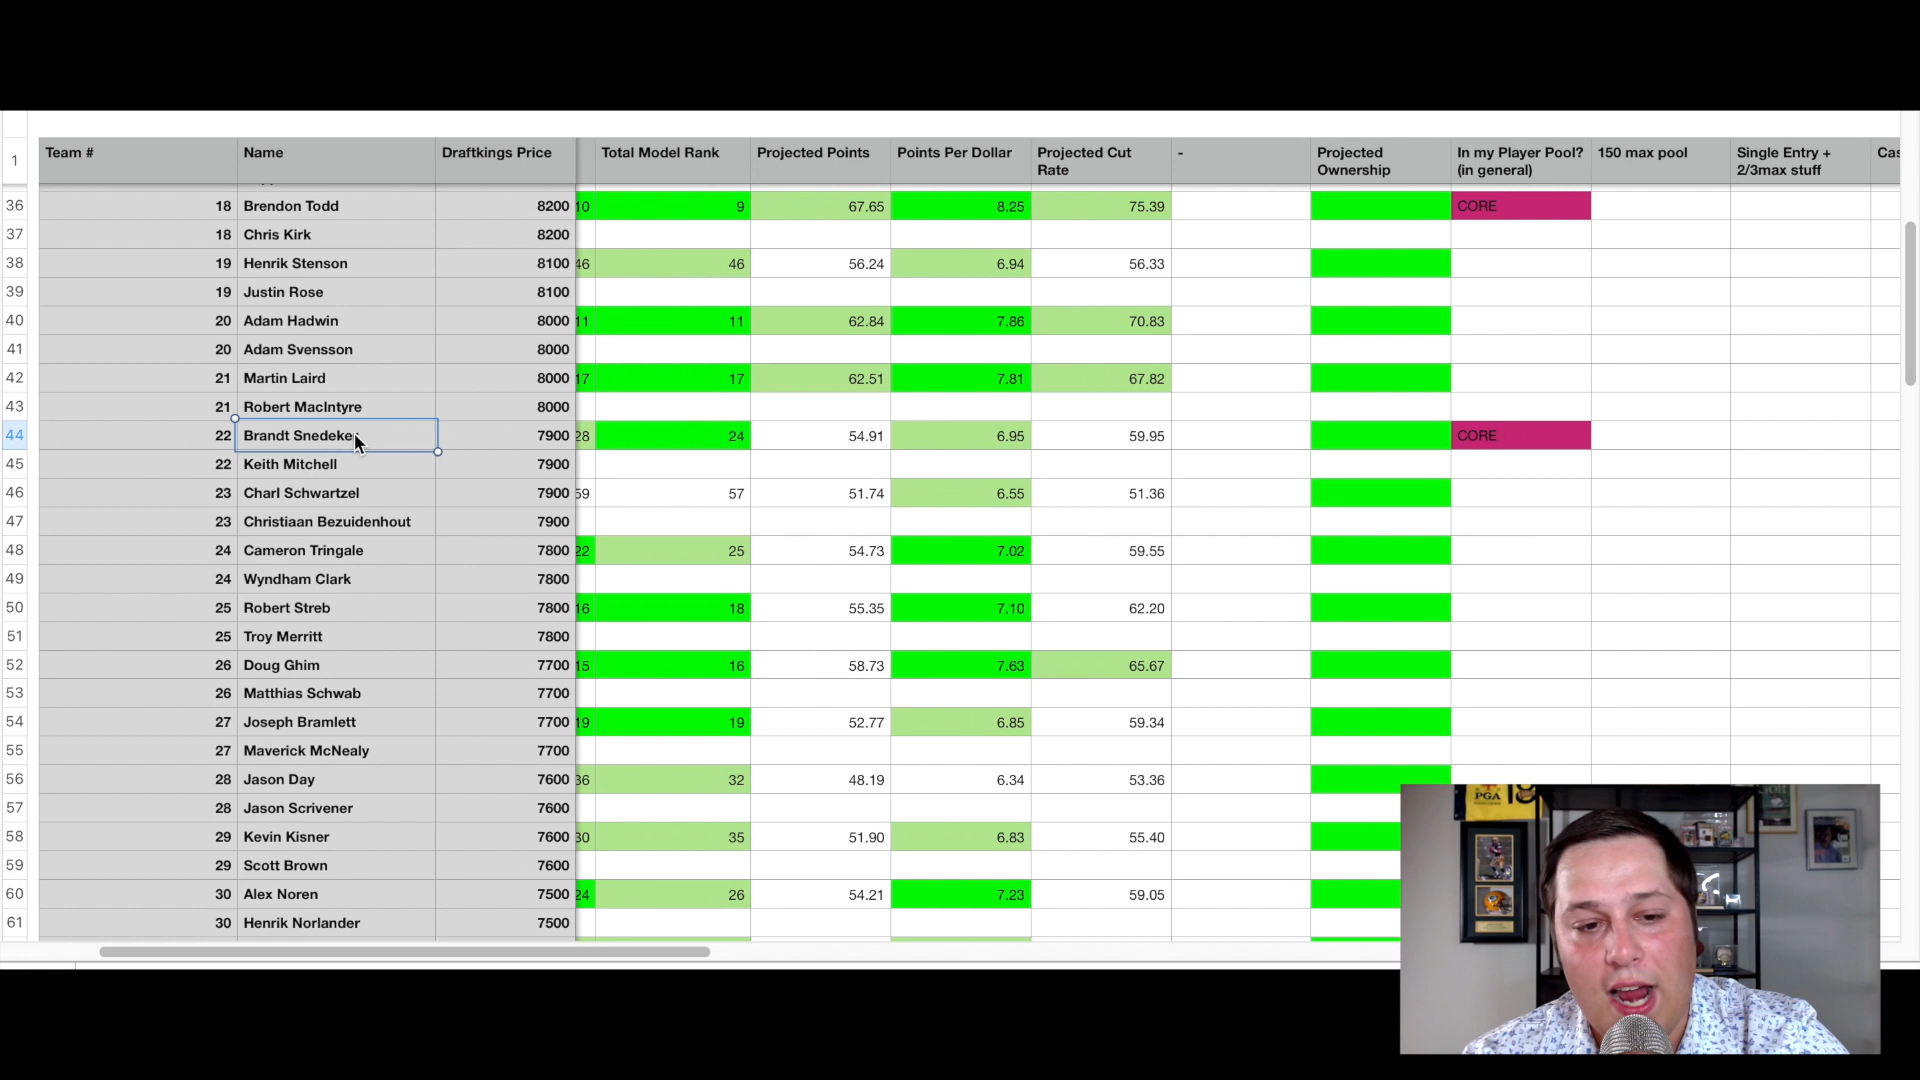 1 Team # Name Draftkings Price Total Model Rank Projected Points Points Per Dollar Projected Cut Rate - Projected Ownership In my Player Pool? (in general) 150 max pool Single Entry + 2/3max stuff Cas
36 18 Brendon Todd 8200 10 9 67.65 8.25 75.39 CORE
37 18 Chris Kirk 8200
38 19 Henrik Stenson 8100 46 46 56.24 6.94 56.33
39 19 Justin Rose 8100
40 20 Adam Hadwin 8000 11 11 62.84 7.86 70.83
41 20 Adam Svensson 8000
42 21 Martin Laird 8000 17 17 62.51 7.81 67.82
43 21 Robert MacIntyre 8000
44 22 Brandt Snedeke 7900 28 24 54.91 6.95 59.95 CORE
45 22 Keith Mitchell 7900
46 23 Charl Schwartzel 7900 59 57 51.74 6.55 51.36
47 23 Christiaan Bezuidenhout 7900
48 24 Cameron Tringale 7800 22 25 54.73 7.02 59.55
49 24 Wyndham Clark 7800
50 25 Robert Streb 7800 16 18 55.35 7.10 62.20
51 25 Troy Merritt 7800
52 26 Doug Ghim 7700 15 16 58.73 7.63 65.67
53 26 Matthias Schwab 7700
54 27 Joseph Bramlett 7700 19 19 52.77 6.85 59.34
55 27 Maverick McNealy 7700
56 28 Jason Day 7600 36 32 48.19 6.34 53.36
57 28 Jason Scrivener 7600
58 29 Kevin Kisner 7600 30 35 51.90 6.83 55.40
59 29 Scott Brown 7600
60 30 Alex Noren 7500 24 26 54.21 7.23 59.05
61 30 Henrik Norlander 7500
PGA